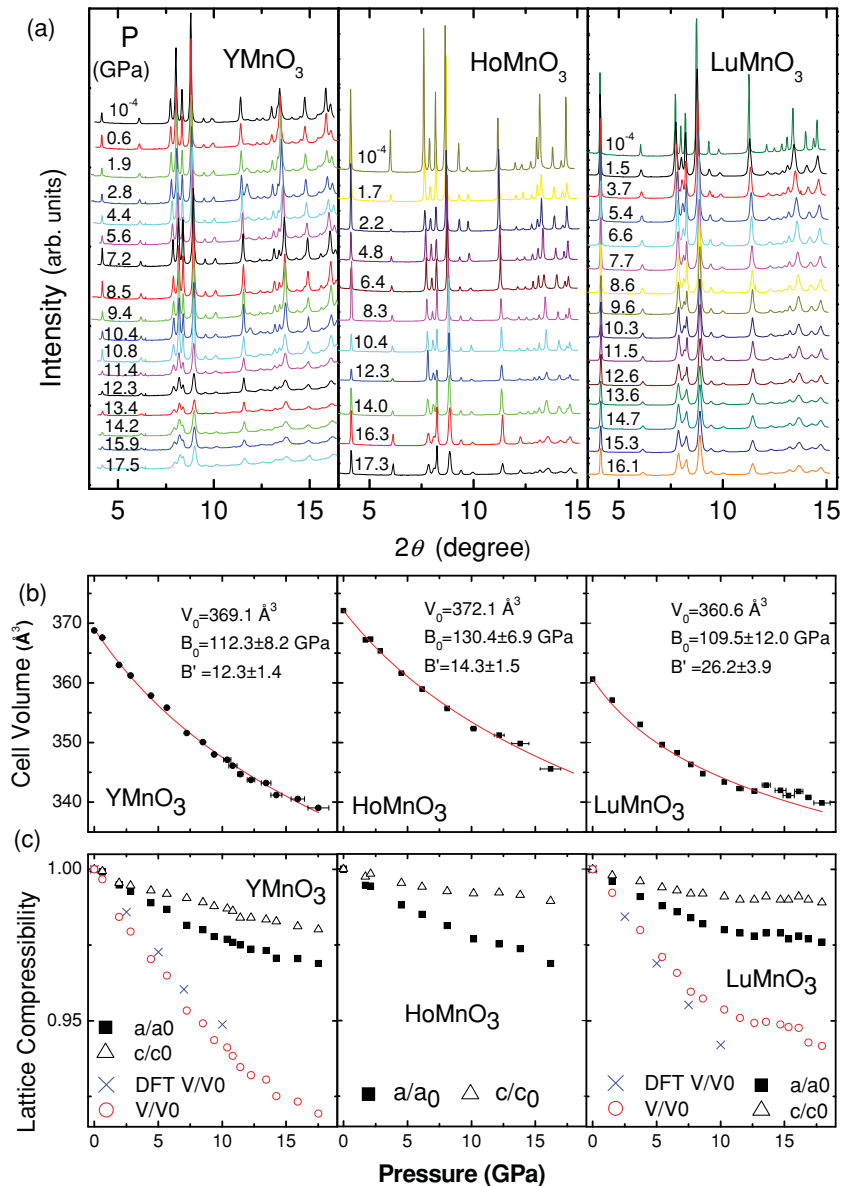 (a)
P
(GPa)
YMnO3
HoMnO3
LuMnO3
10-4
0.6
1.9
2.8
4.4
5.6
7.2
8.5
9.4
10.4
10.8
11.4
12.3
13.4
14.2
15.9
17.5
10-4
1.7
2.2
4.8
6.4
8.3
10.4
12.3
14.0
16.3
17.3
10-4
1.5
3.7
5.4
6.6
7.7
8.6
9.6
10.3
11.5
12.6
13.6
14.7
15.3
16.1
Intensity (arb. units)
5 10 15 5 10 15 5 10 15
2θ (degree)
(b)
370
360
350
340
Cell Volume (Å3)
V0=369.1 Å3
B0=112.3±8.2 GPa
B' =12.3±1.4
YMnO3
V0=372.1 Å3
B0=130.4±6.9 GPa
B' =14.3±1.5
HoMnO3
V0=360.6 Å3
B0=109.5±12.0 GPa
B' =26.2±3.9
LuMnO3
(c)
1.00
0.95
Lattice Compressibility
YMnO3
a/a0
c/c0
DFT V/V0
V/V0
HoMnO3
a/a0 c/c0
LuMnO3
DFT V/V0 a/a0
V/V0 c/c0
0 5 10 15 0 5 10 15 0 5 10 15
Pressure (GPa)